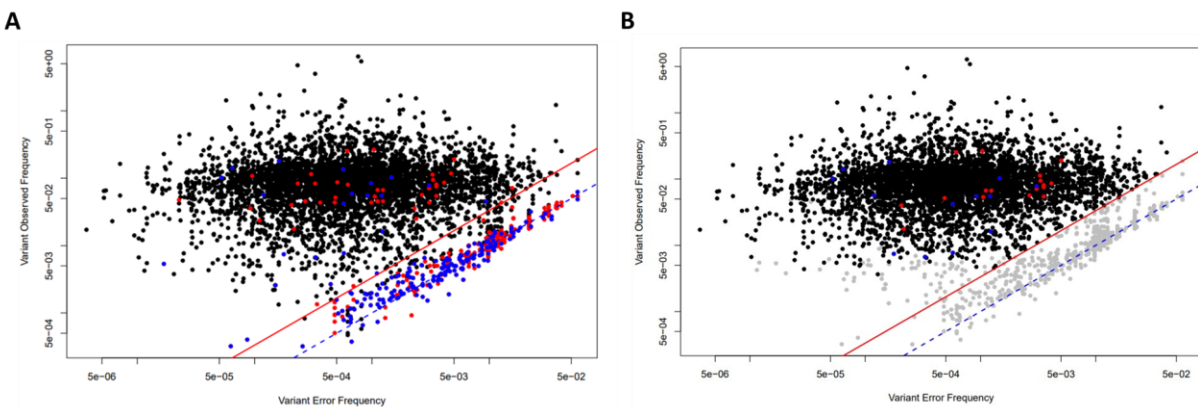 A
B
5e+00
5e-01
5e-02
5e-03
5e-04
Variant Observed Frequency
5e-06 5e-05 5e-04 5e-03 5e-02
Variant Error Frequency
5e+00
5e-01
5e-02
5e-03
5e-04
Variant Observed Frequency
5e-06 5e-05 5e-04 5e-03 5e-02
Variant Error Frequency